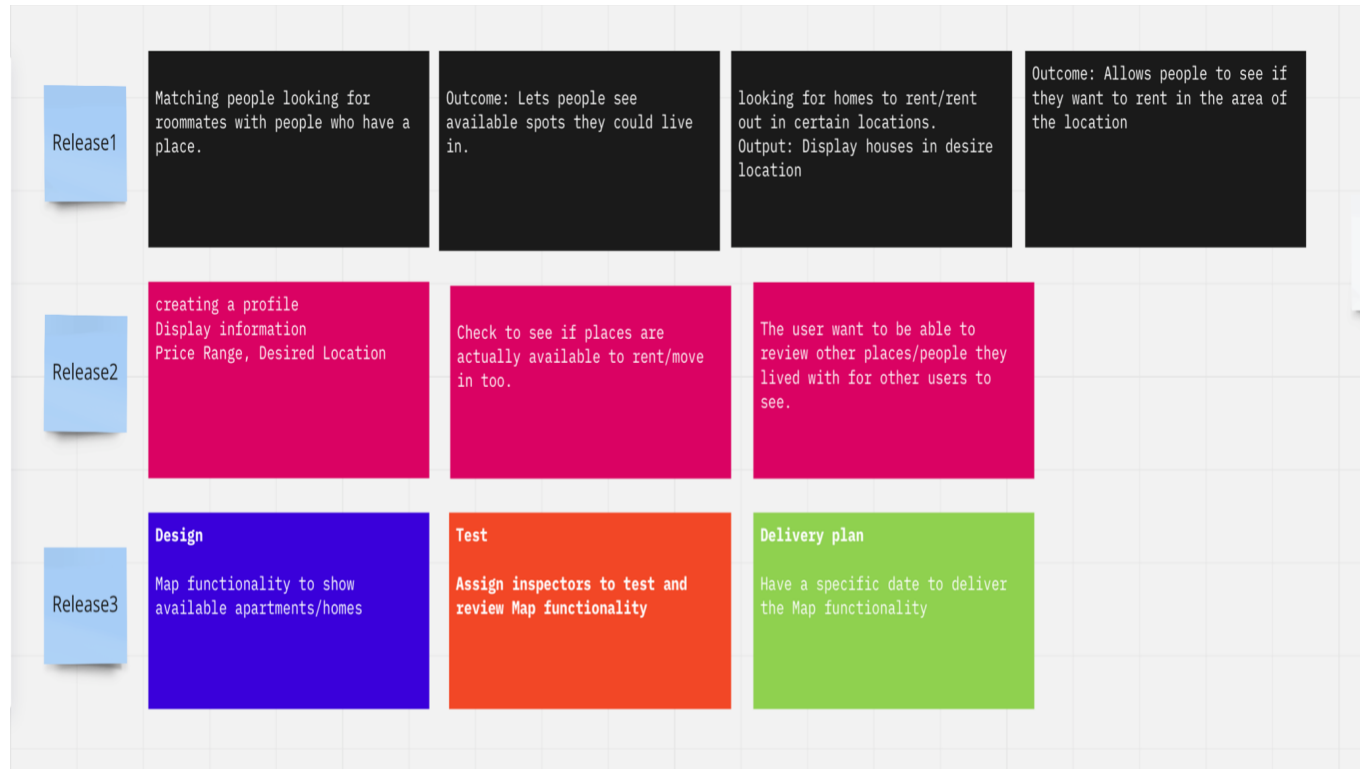 Release1
Matching people looking for
roommates with people who have a
place.
Outcome: Lets people see
available spots they could live
in.
looking for homes to rent/rent
out in certain locations.
Output: Display houses in desire
location
Outcome: Allows people to see if
they want to rent in the area of
the location
Release2
creating a profile
Display information
Price Range, Desired Location
Check to see if places are
actually available to rent/move
in too.
The user want to be able to
review other places/people they
lived with for other users to
see.
Release3
Design
Map functionality to show
available apartments/homes
Test
Assign inspectors to test and
review Map functionality
Delivery plan
Have a specific date to deliver
the Map functionality